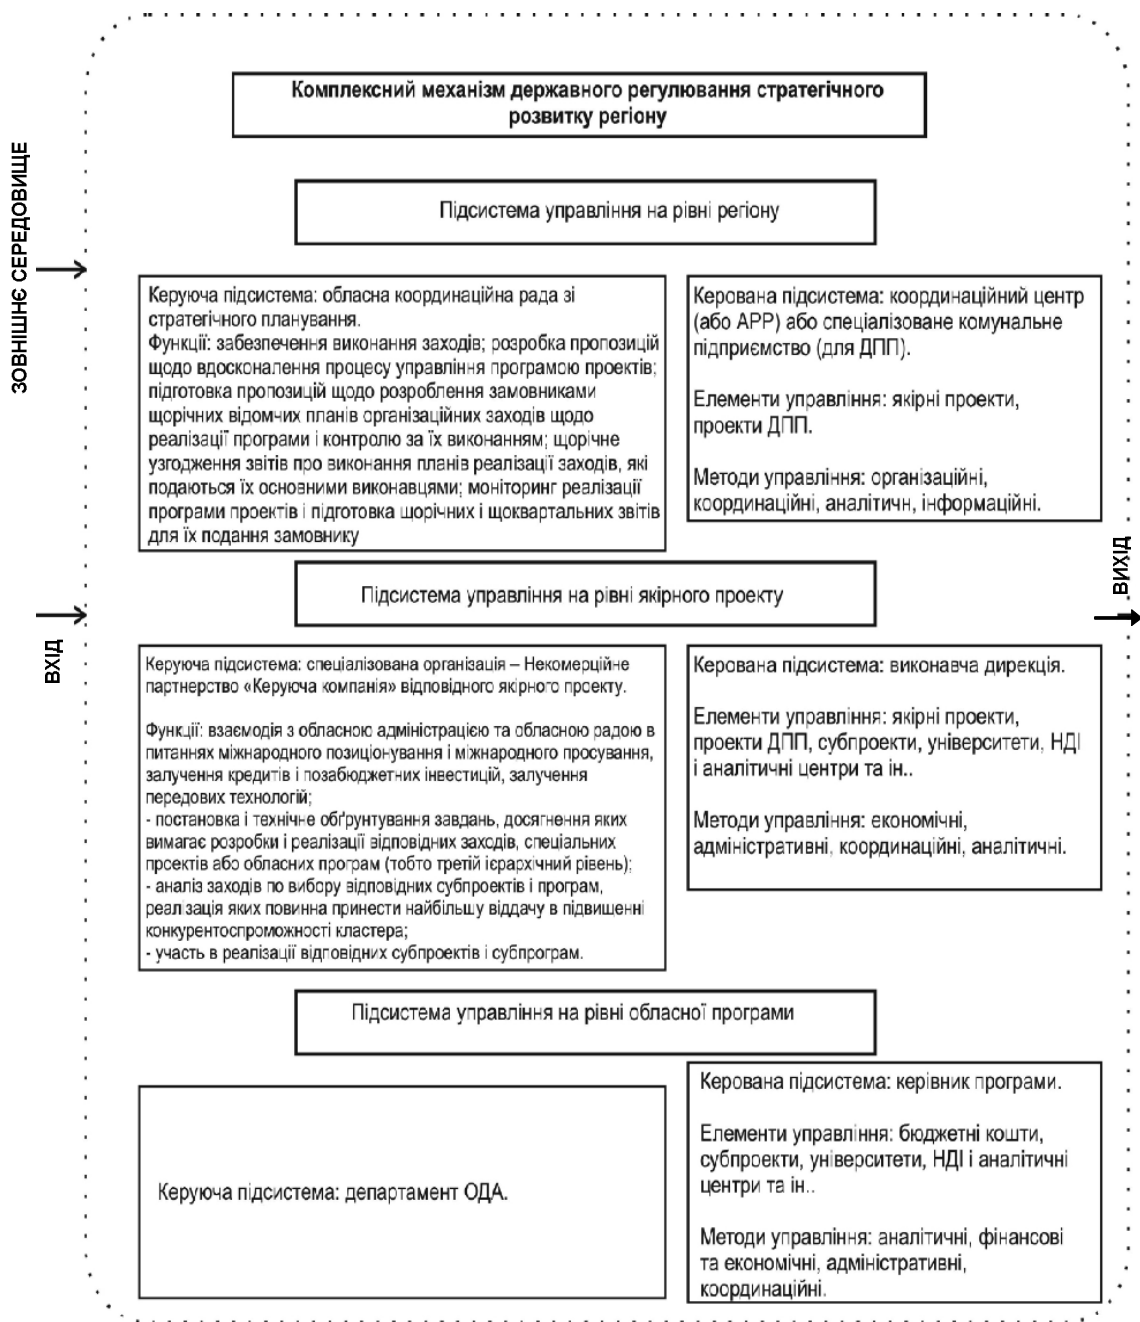 Комплексний механізм державного регулювання стратегічного
розвитку регіону
ЗОВНІШНЄ СЕРЕДОВИЩЕ
Підсистема управління на рівні регіону
Керуюча підсистема: обласна координаційна рада зі
стратегічного планування.
Функції: забезпечення виконання заходів; розробка пропозицій
щодо вдосконалення процесу управління програмою проектів;
підготовка пропозицій щодо розроблення замовниками
щорічних відомчих планів організаційних заходів щодо
реалізації програми і контролю за їх виконанням; щорічне
узгодження звітів про виконання планів реалізації заходів, які
подаються їх основними виконавцями; моніторинг реалізації
програми проектів і підготовка щорічних і щоквартальних звітів
для їх подання замовнику
Керована підсистема: координаційний центр
(або АРР) або спеціалізоване комунальне
підприємство (для ДПП).
Елементи управління: якірні проекти,
проекти ДПП.
Методи управління: організаційні,
координаційні, аналітичн, інформаційні.
ВИХІД
Підсистема управління на рівні якірного проекту
ВХІД
Керуюча підсистема: спеціалізована організація – Некомерційне
партнерство «Керуюча компанія» відповідного якірного проекту.
Функції: взаємодія з обласною адміністрацією та обласною радою в
питаннях міжнародного позиціонування і міжнародного просування,
залучення кредитів і позабюджетних інвестицій, залучення
передових технологій;
- постановка і технічне обґрунтування завдань, досягнення яких
вимагає розробки і реалізації відповідних заходів, спеціальних
проектів або обласних програм (тобто третій ієрархічний рівень);
- аналіз заходів по вибору відповідних субпроектів і програм,
реалізація яких повинна принести найбільшу віддачу в підвищенні
конкурентоспроможності кластера;
- участь в реалізації відповідних субпроектів і субпрограм.
Керована підсистема: виконавча дирекція.
Елементи управління: якірні проекти,
проекти ДПП, субпроекти, університети, НДІ
і аналітичні центри та ін..
Методи управління: економічні,
адміністративні, координаційні, аналітичні.
Підсистема управління на рівні обласної програми
Керуюча підсистема: департамент ОДА.
Керована підсистема: керівник програми.
Елементи управління: бюджетні кошти,
субпроекти, університети, НДІ і аналітичні
центри та ін..
Методи управління: аналітичні, фінансові
та економічні, адміністративні,
координаційні.